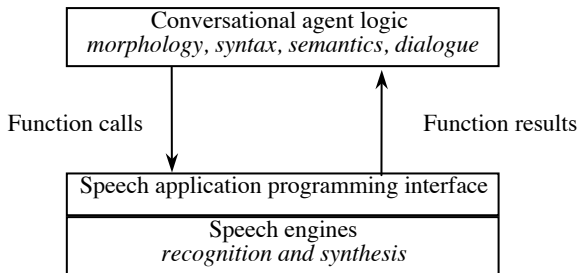 Conversational agent logic
morphology, syntax, semantics, dialogue
Function calls
Function results
Speech application programming interface
Speech engines
recognition and synthesis